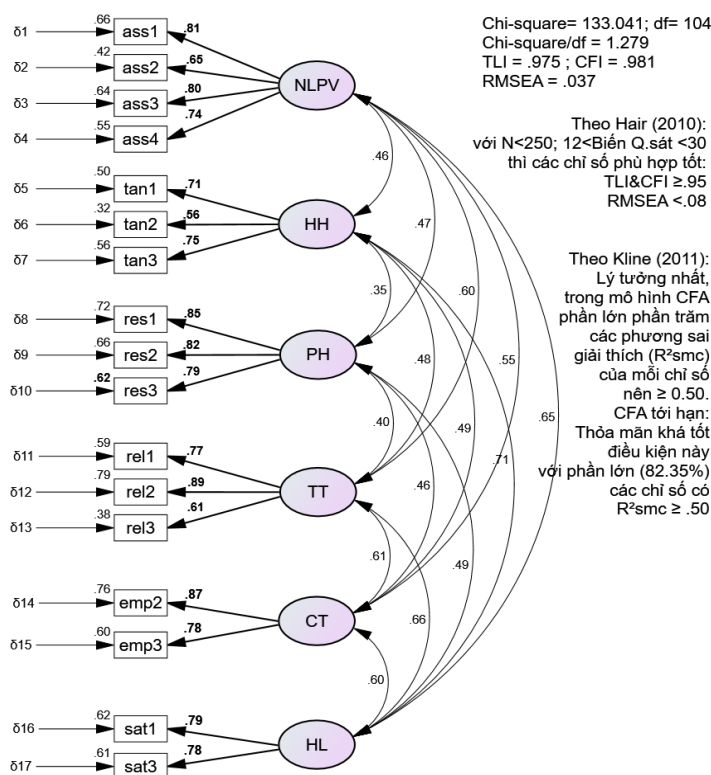 Chi-square= 133.041; df= 104
Chi-square/df = 1.279
TLI = .975 ; CFI = .981
RMSEA = .037
Theo Hair (2010):
với N<250; 12<Biến Q.sát <30
thì các chỉ số phù hợp tốt:
TLI&CFI ≥.95
RMSEA <.08
Theo Kline (2011):
Lý tưởng nhất,
trong mô hình CFA
phần lớn phần trăm
các phương sai
giải thích (R²smc)
của mỗi chỉ số
nên ≥ 0.50.
CFA tới hạn:
Thỏa mãn khá tốt
điều kiện này
với phần lớn (82.35%)
các chỉ số có
R²smc ≥ .50
δ1 .66 ass1 .81
δ2 .42 ass2 .65
δ3 .64 ass3 .80
δ4 .55 ass4 .74
NLPV
δ5 .50 tan1 .71
δ6 .32 tan2 .56
δ7 .56 tan3 .75
HH
δ8 .72 res1 .85
δ9 .66 res2 .82
δ10 .62 res3 .79
PH
δ11 .59 rel1 .77
δ12 .79 rel2 .89
δ13 .38 rel3 .61
TT
δ14 .76 emp2 .87
δ15 .60 emp3 .78
CT
δ16 .62 sat1 .79
δ17 .61 sat3 .78
HL
.46
.47
.60
.35
.48
.55
.65
.40
.49
.71
.46
.61
.49
.66
.60